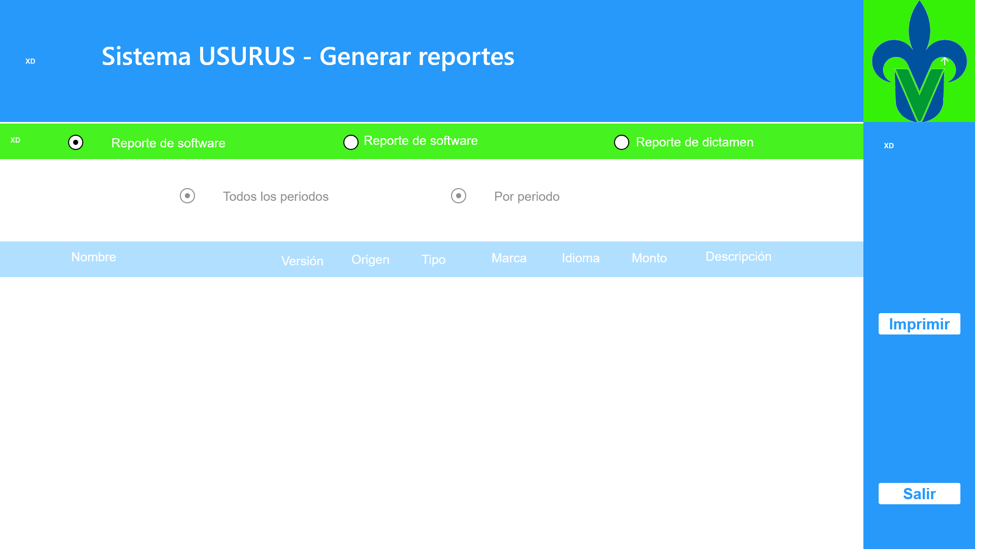 XD
Sistema USURUS - Generar reportes
XD
Reporte de software
Reporte de software
Reporte de dictamen
XD
Todos los periodos
Por periodo
Nombre
Versión
Origen
Tipo
Marca
Idioma
Monto
Descripción
Imprimir
Salir